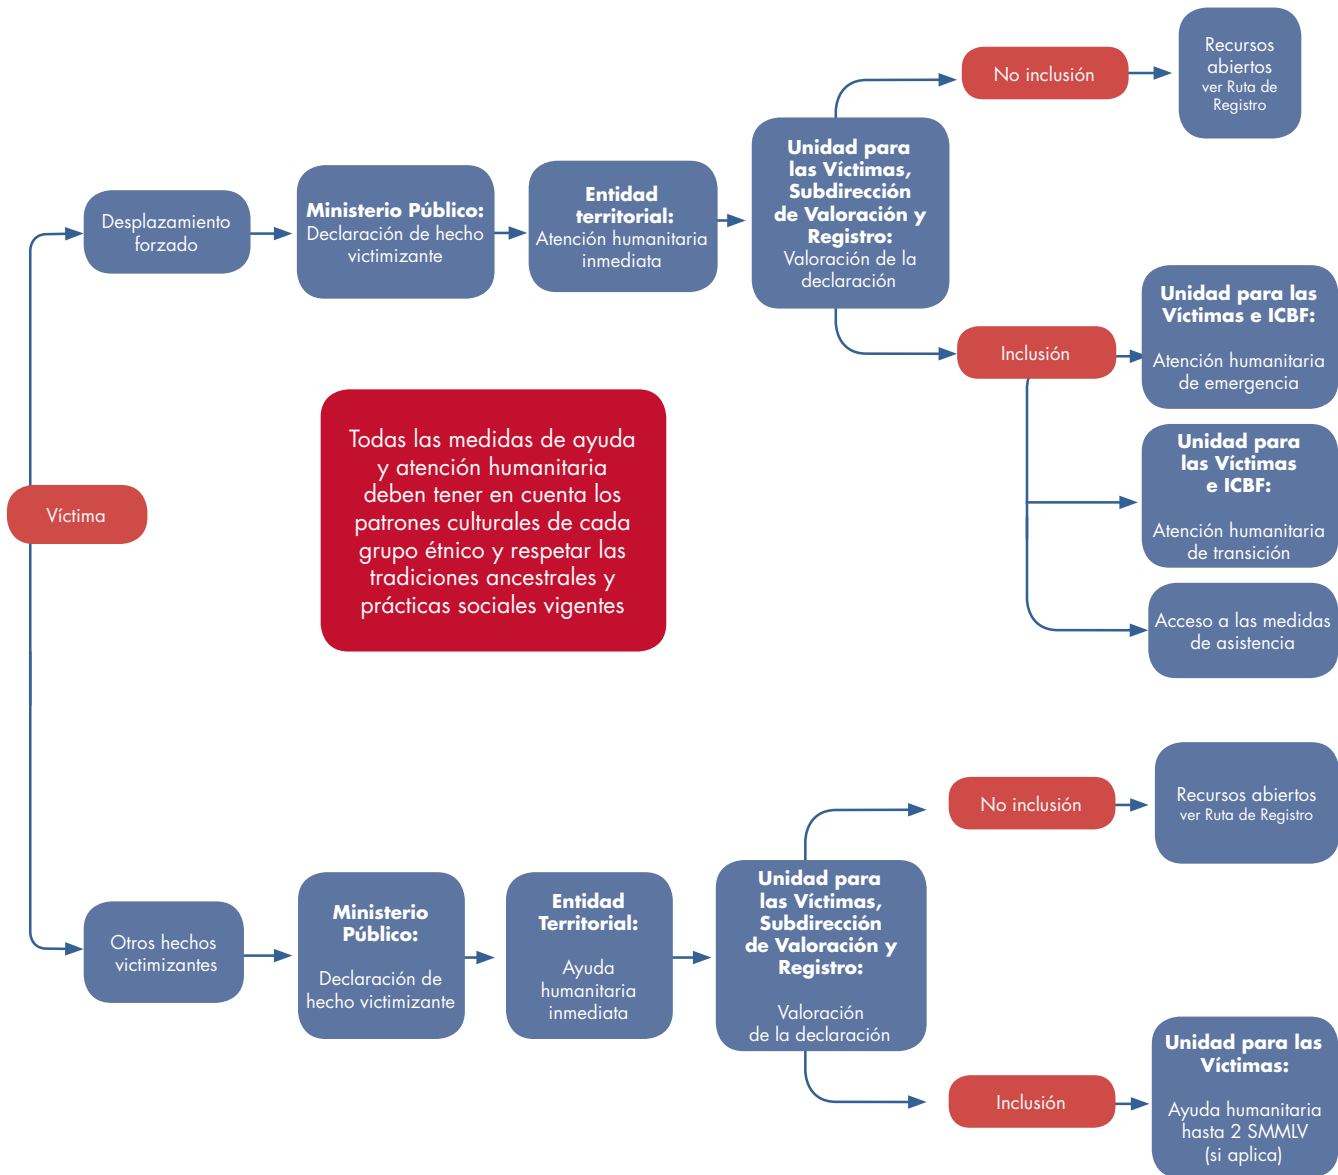 Víctima
Desplazamiento
forzado
Ministerio Público:
Declaración de hecho
victimizante
Entidad
territorial:
Atención humanitaria
inmediata
Unidad para
las Víctimas,
Subdirección
de Valoración y
Registro:
Valoración de la
declaración
No inclusión
Recursos
abiertos
ver Ruta de
Registro
Inclusión
Unidad para las
Víctimas e ICBF:
Atención humanitaria
de emergencia
Unidad para
las Víctimas
e ICBF:
Atención humanitaria
de transición
Acceso a las medidas
de asistencia
Todas las medidas de ayuda
y atención humanitaria
deben tener en cuenta los
patrones culturales de cada
grupo étnico y respetar las
tradiciones ancestrales y
prácticas sociales vigentes
Otros hechos
victimizantes
Ministerio
Público:
Declaración de
hecho victimizante
Entidad
Territorial:
Ayuda
humanitaria
inmediata
Unidad para
las Víctimas,
Subdirección
de Valoración y
Registro:
Valoración
de la declaración
No inclusión
Recursos abiertos
ver Ruta de Registro
Inclusión
Unidad para las
Víctimas:
Ayuda humanitaria
hasta 2 SMMLV
(si aplica)